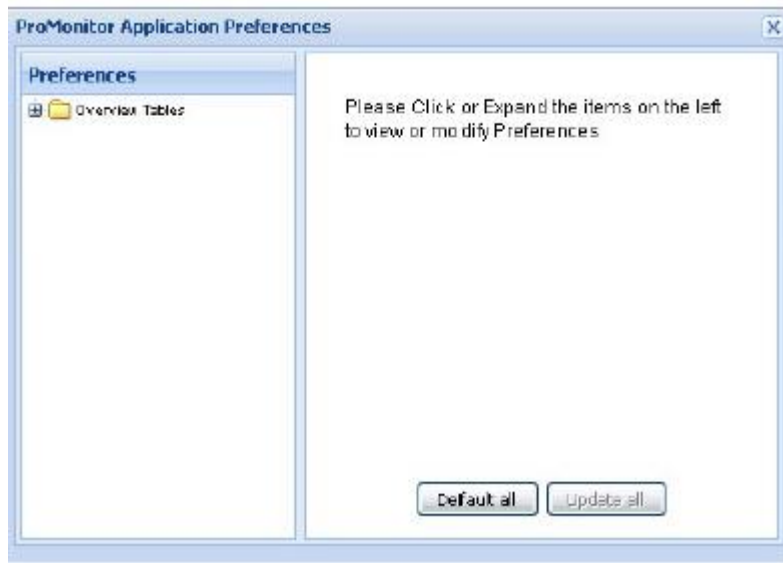 ProMonitor Application Preferences
Preferences
Overview Tables
Please Click or Expand the items on the left
to view or modify Preferences
Default all
Update all